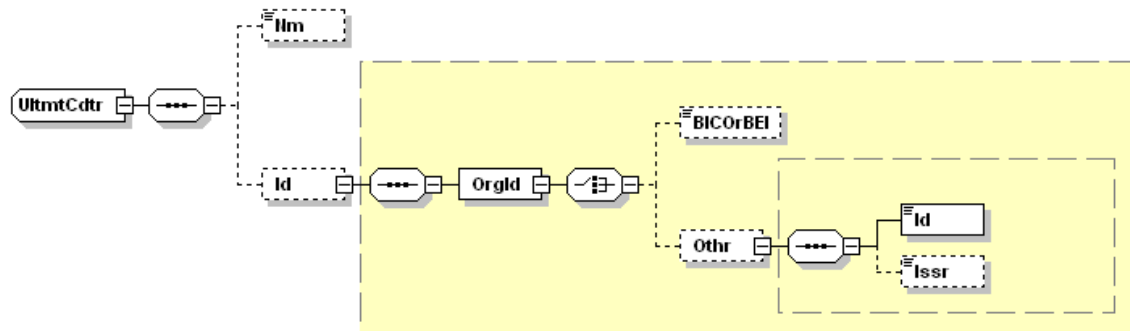 Nm
UltmtCdtr
BICOrBEI
Id
OrgId
Id
Othr
Issr